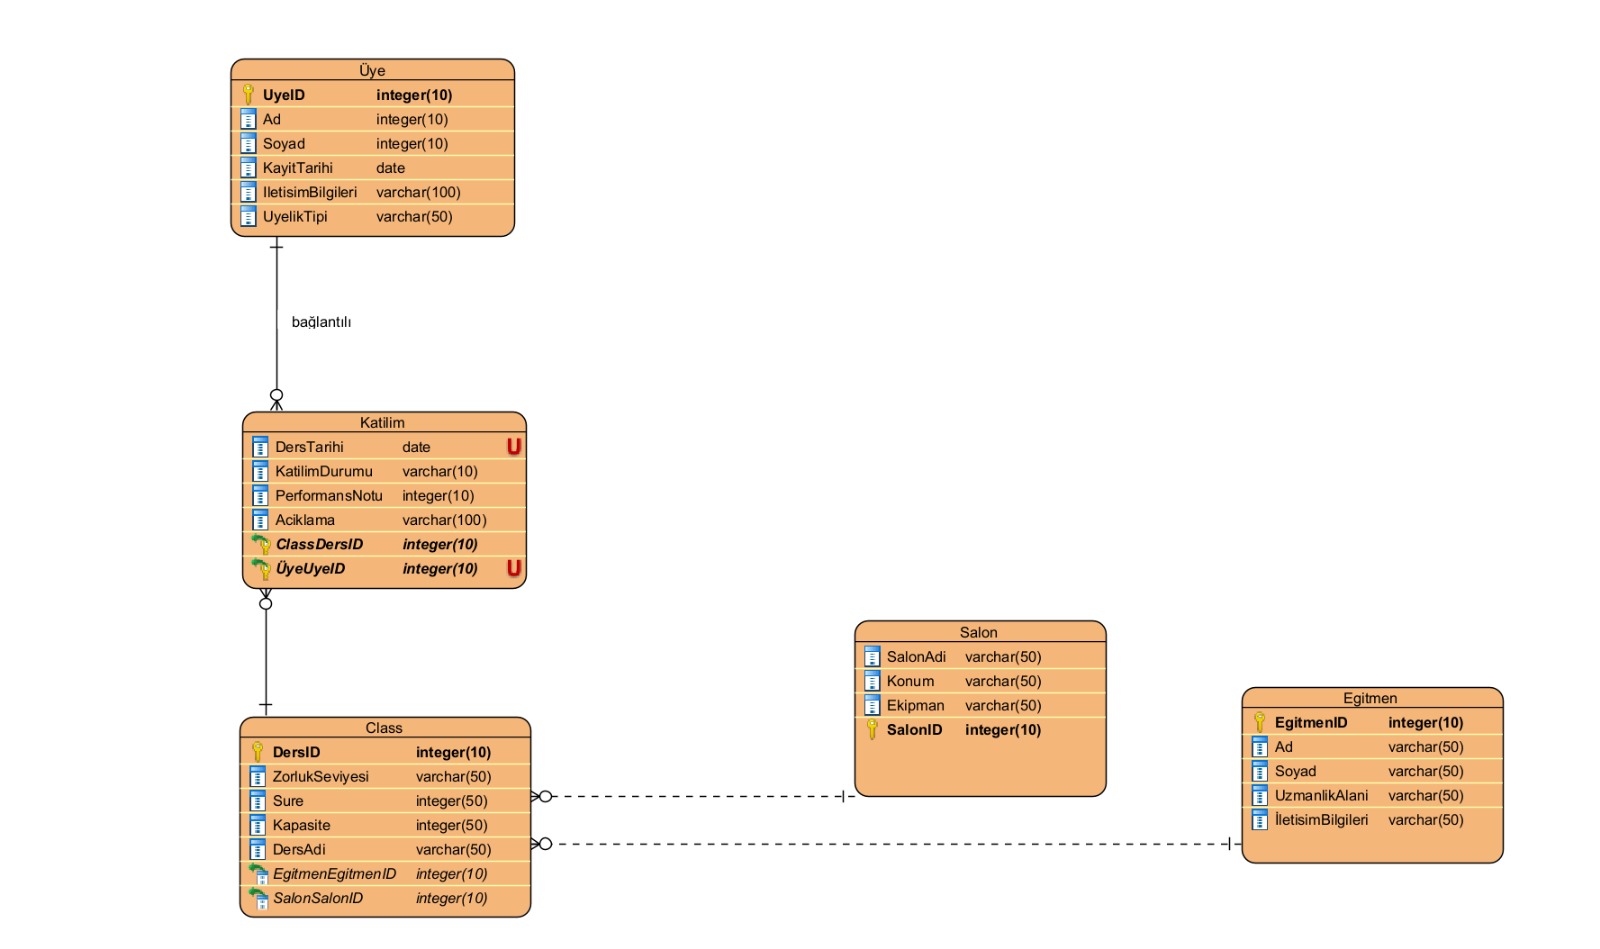 Üye
UyeID integer(10)
Ad integer(10)
Soyad integer(10)
KayitTarihi date
IletisimBilgileri varchar(100)
UyelikTipi varchar(50)
bağlantılı
Katilim
DersTarihi date U
KatilimDurumu varchar(10)
PerformansNotu integer(10)
Aciklama varchar(100)
ClassDersID integer(10)
ÜyeUyeID integer(10) U
Class
DersID integer(10)
ZorlukSeviyesi varchar(50)
Sure integer(50)
Kapasite integer(50)
DersAdi varchar(50)
EgitmenEgitmenID integer(10)
SalonSalonID integer(10)
Salon
SalonAdi varchar(50)
Konum varchar(50)
Ekipman varchar(50)
SalonID integer(10)
Egitmen
EgitmenID integer(10)
Ad varchar(50)
Soyad varchar(50)
UzmanlikAlani varchar(50)
İletisimBilgileri varchar(50)